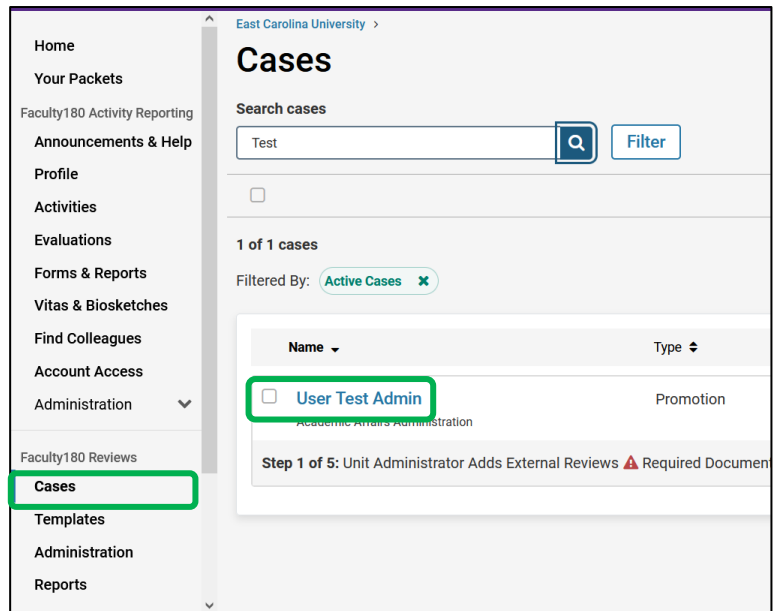 Home
Your Packets
Faculty180 Activity Reporting
Announcements & Help
Profile
Activities
Evaluations
Forms & Reports
Vitas & Biosketches
Find Colleagues
Account Access
Administration
Faculty180 Reviews
Cases
Templates
Administration
Reports
East Carolina University >
Cases
Search cases
Test
Filter
1 of 1 cases
Filtered By: Active Cases ✖
Name Type
User Test Admin Promotion
Academic Affairs Administration
Step 1 of 5: Unit Administrator Adds External Reviews Required Document